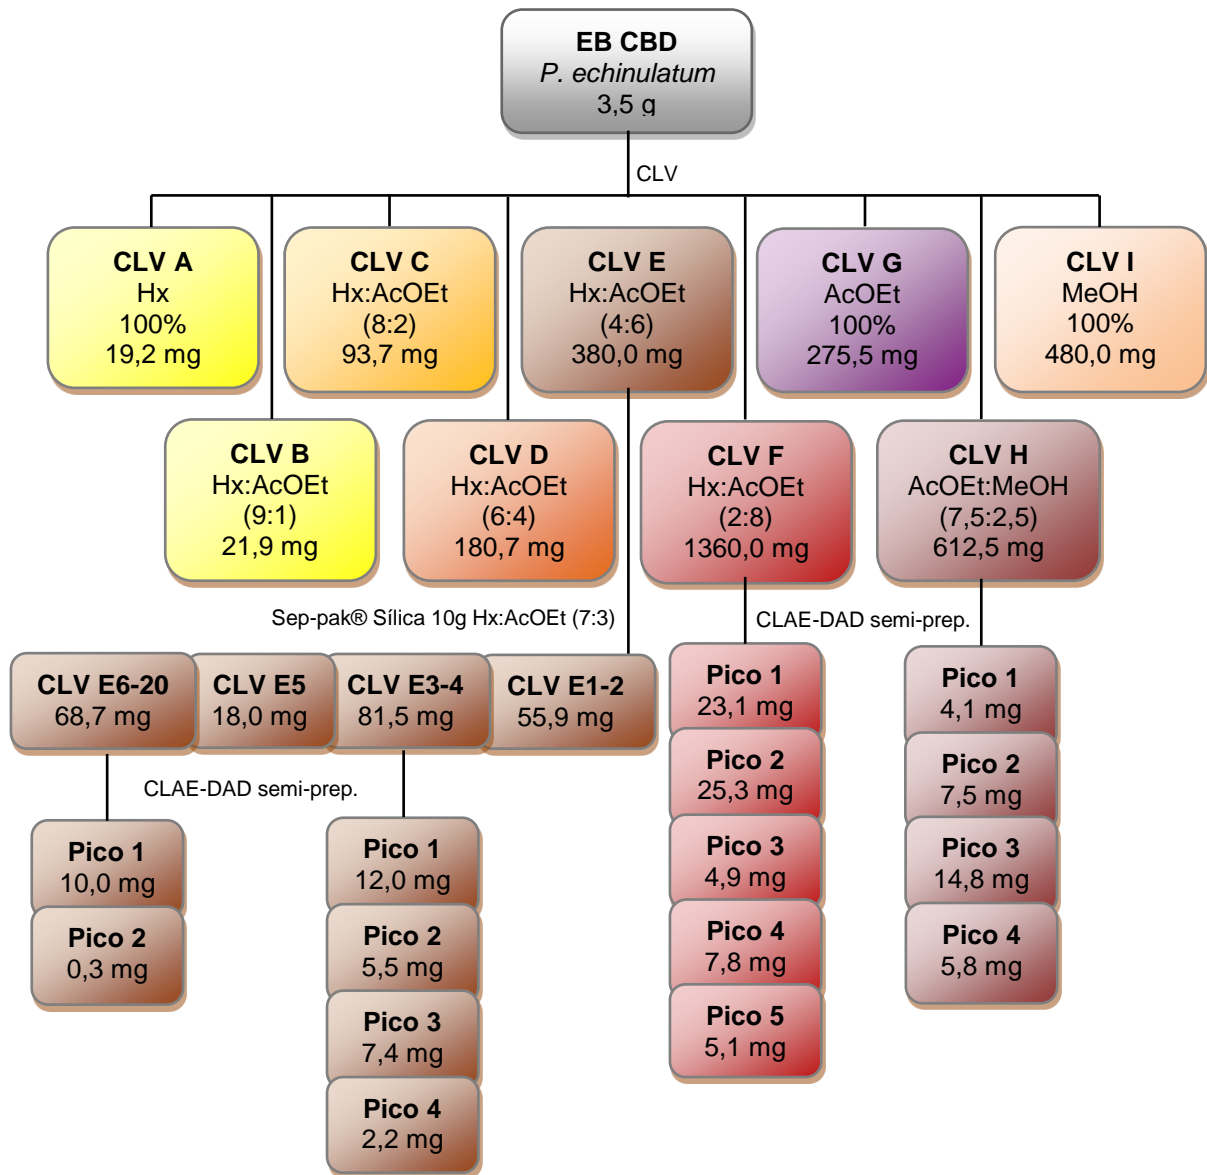 EB CBD
P. echinulatum
3,5 g
CLV
CLV A
Hx
100%
19,2 mg
CLV C
Hx:AcOEt
(8:2)
93,7 mg
CLV E
Hx:AcOEt
(4:6)
380,0 mg
CLV G
AcOEt
100%
275,5 mg
CLV I
MeOH
100%
480,0 mg
CLV B
Hx:AcOEt
(9:1)
21,9 mg
CLV D
Hx:AcOEt
(6:4)
180,7 mg
CLV F
Hx:AcOEt
(2:8)
1360,0 mg
CLV H
AcOEt:MeOH
(7,5:2,5)
612,5 mg
Sep-pak® Sílica 10g Hx:AcOEt (7:3)
CLAE-DAD semi-prep.
CLV E6-20
68,7 mg
CLV E5
18,0 mg
CLV E3-4
81,5 mg
CLV E1-2
55,9 mg
CLAE-DAD semi-prep.
Pico 1
10,0 mg
Pico 2
0,3 mg
Pico 1
12,0 mg
Pico 2
5,5 mg
Pico 3
7,4 mg
Pico 4
2,2 mg
Pico 1
23,1 mg
Pico 2
25,3 mg
Pico 3
4,9 mg
Pico 4
7,8 mg
Pico 5
5,1 mg
Pico 1
4,1 mg
Pico 2
7,5 mg
Pico 3
14,8 mg
Pico 4
5,8 mg